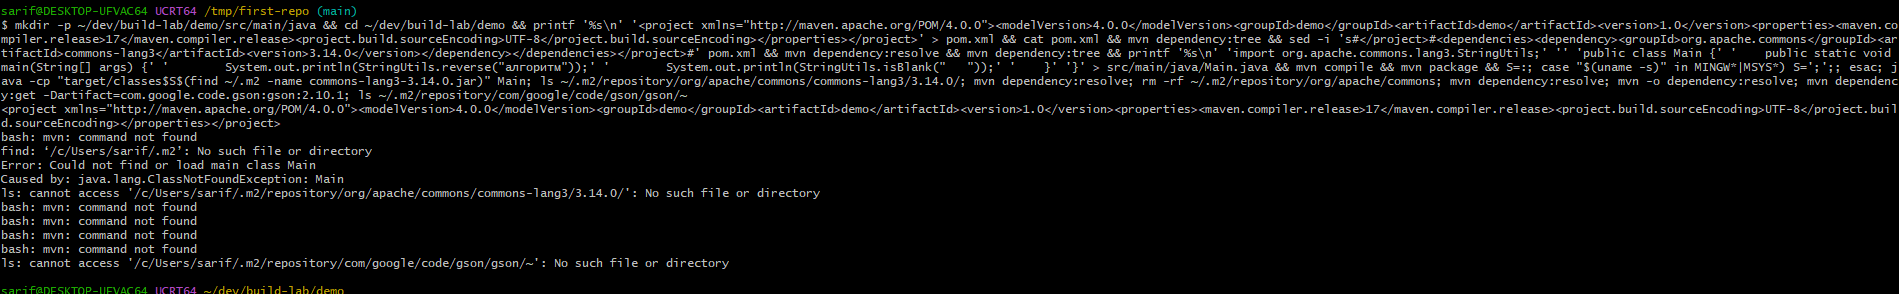 sarif@DESKTOP-UFVAC64 UCRT64 /tmp/first-repo (main)
$ mkdir -p ~/dev/build-lab/demo/src/main/java && cd ~/dev/build-lab/demo && printf '%s\n' '<project xmlns="http://maven.apache.org/POM/4.0.0"><modelVersion>4.0.0</modelVersion><groupId>demo</groupId><artifactId>demo</artifactId><version>1.0</version><properties><maven.co
mpiler.release>17</maven.compiler.release><project.build.sourceEncoding>UTF-8</project.build.sourceEncoding></properties></project>' > pom.xml && cat pom.xml && mvn dependency:resolve && mvn dependency:tree && sed -i 's#</project>#<dependencies><dependency><groupId>org.apache.commons</groupId><ar
tifactId>commons-lang3</artifactId><version>3.14.0</version></dependency></dependencies></project>#' pom.xml && mvn dependency:resolve && mvn dependency:tree && printf '%s\n' 'import org.apache.commons.lang3.StringUtils;' '' 'public class Main {' '    public static void
main(String[] args) {' '        System.out.println(StringUtils.reverse("алгоритм"));' '        System.out.println(StringUtils.isBlank("   "));' '    }' '}' > src/main/java/Main.java && mvn compile && mvn package && S=:; case "$(uname -s)" in MINGW*|MSYS*) S=';';; esac; j
ava -cp "target/classes$S$(find ~/.m2 -name commons-lang3-3.14.0.jar)" Main; ls ~/.m2/repository/org/apache/commons/commons-lang3/3.14.0/; mvn dependency:resolve; rm -rf ~/.m2/repository/org/apache/commons; mvn dependency:resolve; mvn -o dependency:resolve; mvn dependenc
y:get -Dartifact=com.google.code.gson:gson:2.10.1; ls ~/.m2/repository/com/google/code/gson/gson/~
<project xmlns="http://maven.apache.org/POM/4.0.0"><modelVersion>4.0.0</modelVersion><groupId>demo</groupId><artifactId>demo</artifactId><version>1.0</version><properties><maven.compiler.release>17</maven.compiler.release><project.build.sourceEncoding>UTF-8</project.buil
d.sourceEncoding></properties></project>
bash: mvn: command not found
find: ‘/c/Users/sarif/.m2’: No such file or directory
Error: Could not find or load main class Main
Caused by: java.lang.ClassNotFoundException: Main
ls: cannot access '/c/Users/sarif/.m2/repository/org/apache/commons/commons-lang3/3.14.0/': No such file or directory
bash: mvn: command not found
bash: mvn: command not found
bash: mvn: command not found
bash: mvn: command not found
ls: cannot access '/c/Users/sarif/.m2/repository/com/google/code/gson/gson/~': No such file or directory
sarif@DESKTOP-UFVAC64 UCRT64 ~/dev/build-lab/demo